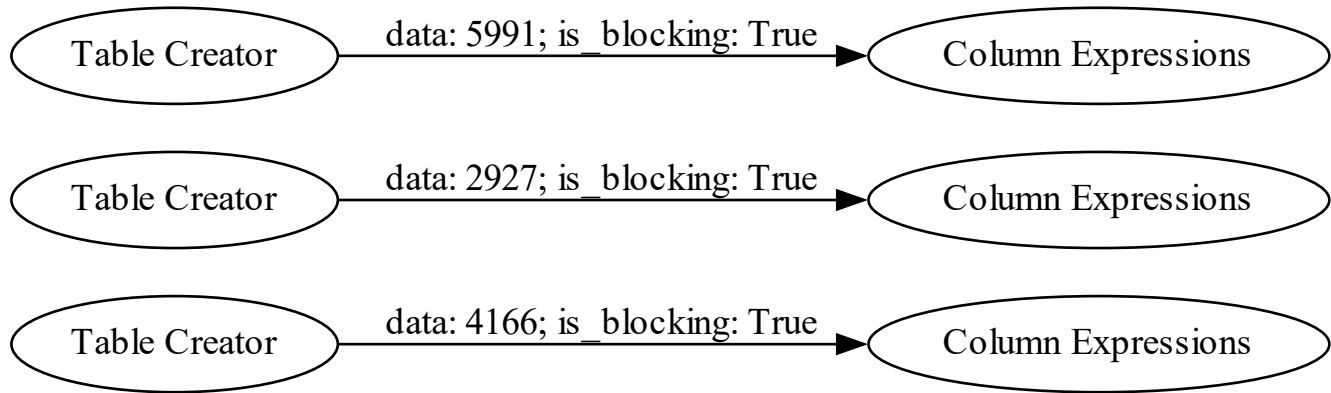 Table Creator data: 5991; is_blocking: True Column Expressions
Table Creator data: 2927; is_blocking: True Column Expressions
Table Creator data: 4166; is_blocking: True Column Expressions